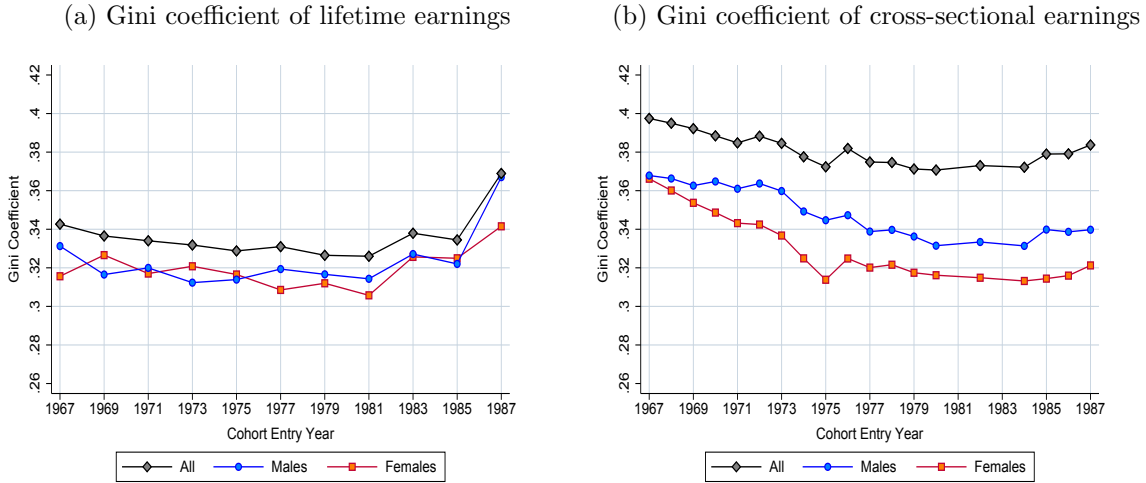 (a) Gini coefficient of lifetime earnings
(b) Gini coefficient of cross-sectional earnings
Gini Coefficient
.42
.4
.38
.36
.34
.32
.3
.28
.26
1967 1969 1971 1973 1975 1977 1979 1981 1983 1985 1987
Cohort Entry Year
All Males Females
Gini Coefficient
.42
.4
.38
.36
.34
.32
.3
.28
.26
1967 1969 1971 1973 1975 1977 1979 1981 1983 1985 1987
Cohort Entry Year
All Males Females